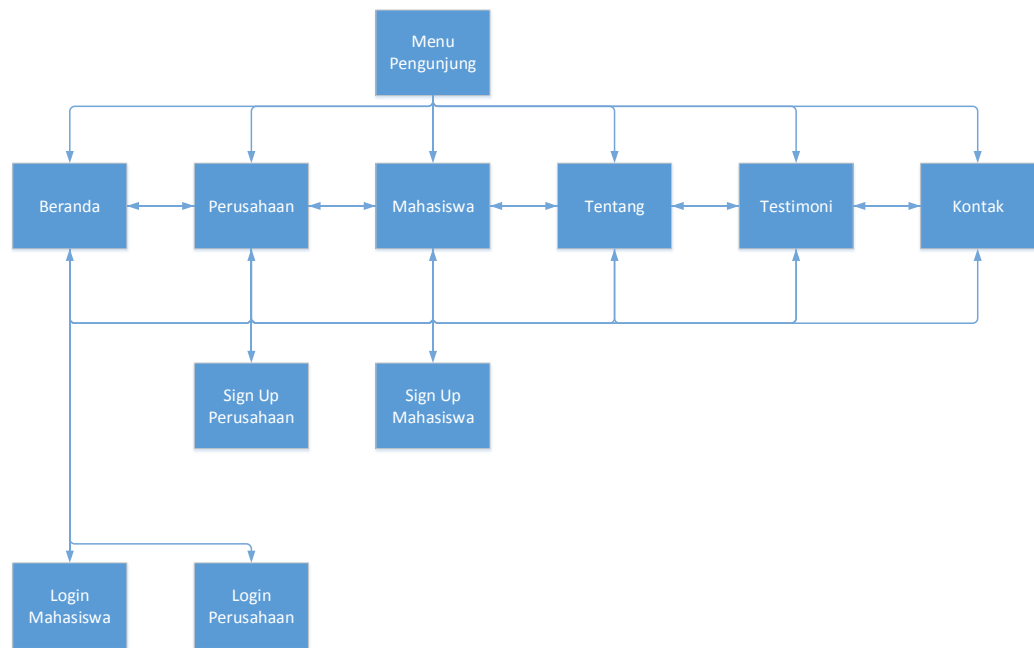 Menu
Pengunjung
Beranda
Perusahaan
Mahasiswa
Tentang
Testimoni
Kontak
Sign Up
Perusahaan
Sign Up
Mahasiswa
Login
Mahasiswa
Login
Perusahaan